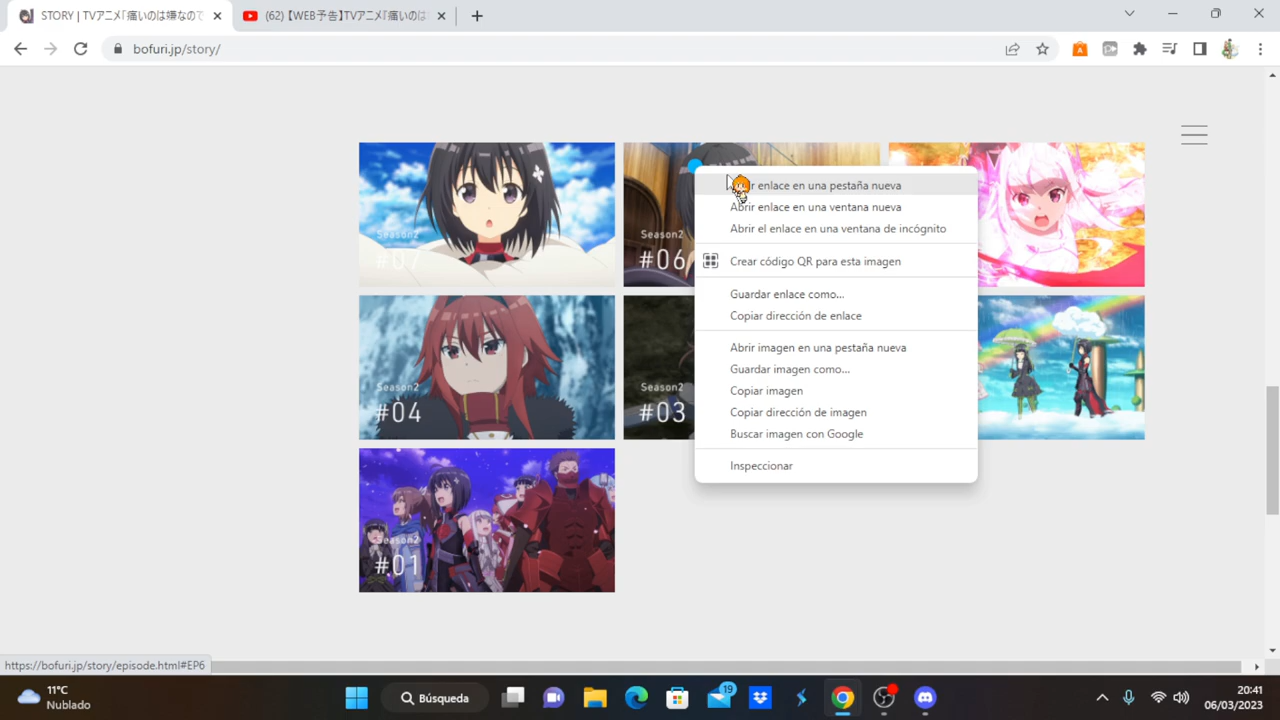 STORY | TVアニメ「痛いのは嫌なので
(62) 【WEB予告】TVアニメ『痛いのは
bofuri.jp/story/
Season2
#07
Season2
#06
Abrir enlace en una ventana nueva
Abrir el enlace en una ventana de incógnito
Crear código QR para esta imagen
Guardar enlace como...
Copiar dirección de enlace
Abrir imagen en una pestaña nueva
Guardar imagen como...
Copiar imagen
Copiar dirección de imagen
Buscar imagen con Google
Inspeccionar
enlace en una pestaña nueva
Season2
#04
Season2
#03
Season2
#01
https://bofuri.jp/story/episode.html#EP6
11°C
Nublado
Búsqueda
19
20:41
06/03/2023